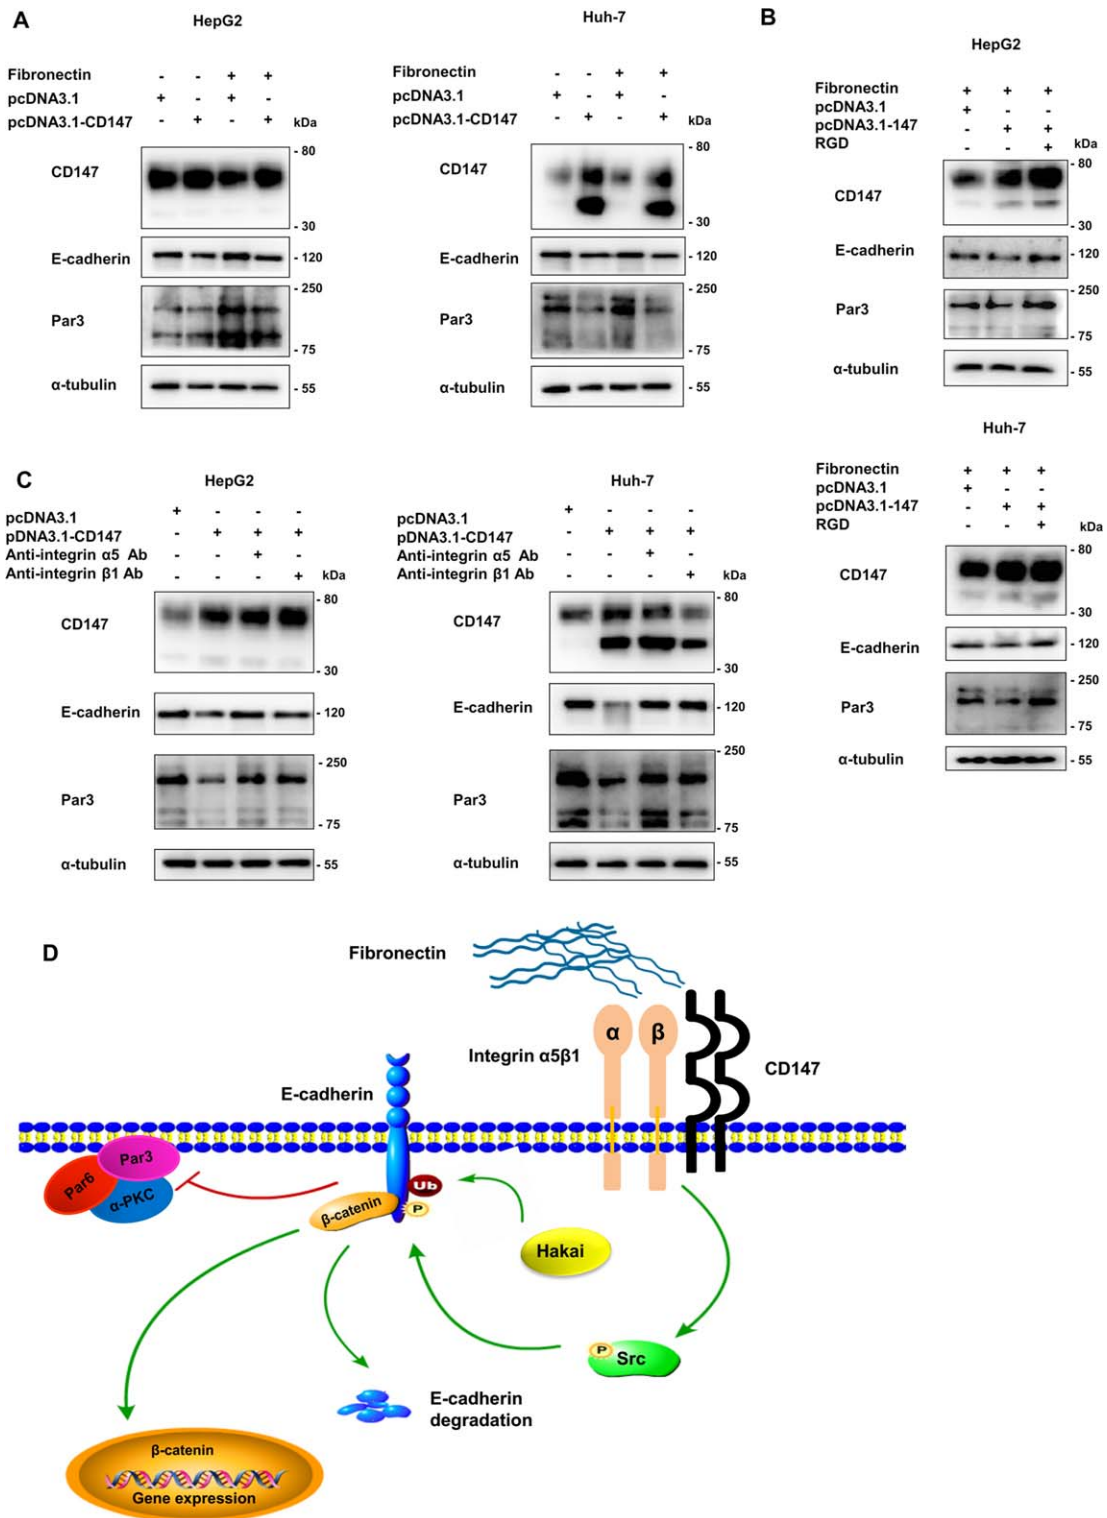 A
HepG2
Fibronectin - - + +
pcDNA3.1 + - + -
pcDNA3.1-CD147 - + - + kDa
CD147 - 80
- 30
E-cadherin - 120
Par3 - 250
- 75
α-tubulin - 55
Huh-7
Fibronectin - - + +
pcDNA3.1 + - + -
pcDNA3.1-CD147 - + - + kDa
CD147 - 80
- 30
E-cadherin - 120
Par3 - 250
- 75
α-tubulin - 55
B
HepG2
Fibronectin + + +
pcDNA3.1 + - -
pcDNA3.1-147 - + +
RGD - - + kDa
CD147 - 80
- 30
E-cadherin - 120
Par3 - 250
- 75
α-tubulin - 55
Huh-7
Fibronectin + + +
pcDNA3.1 + - -
pcDNA3.1-147 - + +
RGD - - + kDa
CD147 - 80
- 30
E-cadherin - 120
Par3 - 250
- 75
α-tubulin - 55
C
HepG2
pcDNA3.1 + - - -
pDNA3.1-CD147 - + + +
Anti-integrin α5 Ab - - + -
Anti-integrin β1 Ab - - - + kDa
CD147 - 80
- 30
E-cadherin - 120
Par3 - 250
- 75
α-tubulin - 55
Huh-7
pcDNA3.1 + - - -
pDNA3.1-CD147 - + + +
Anti-integrin α5 Ab - - + -
Anti-integrin β1 Ab - - - + kDa
CD147 - 80
- 30
E-cadherin - 120
Par3 - 250
- 75
α-tubulin - 55
D
Fibronectin
α β
Integrin α5β1
CD147
E-cadherin
Par3
Par6
α-PKC
Ub
β-catenin
P
Hakai
P
Src
E-cadherin
degradation
β-catenin
Gene expression